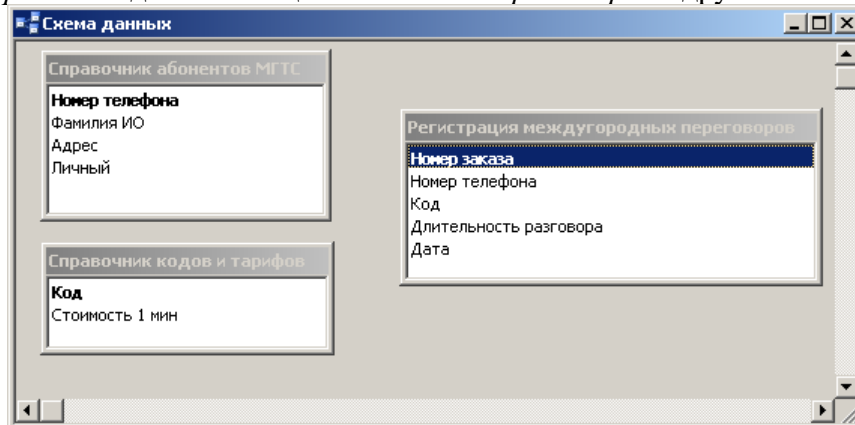 Схема данных
Справочник абонентов МГТС
Номер телефона
Фамилия ИО
Адрес
Личный
Регистрация междугородных переговоров
Номер заказа
Номер телефона
Код
Длительность разговора
Дата
Справочник кодов и тарифов
Код
Стоимость 1 мин